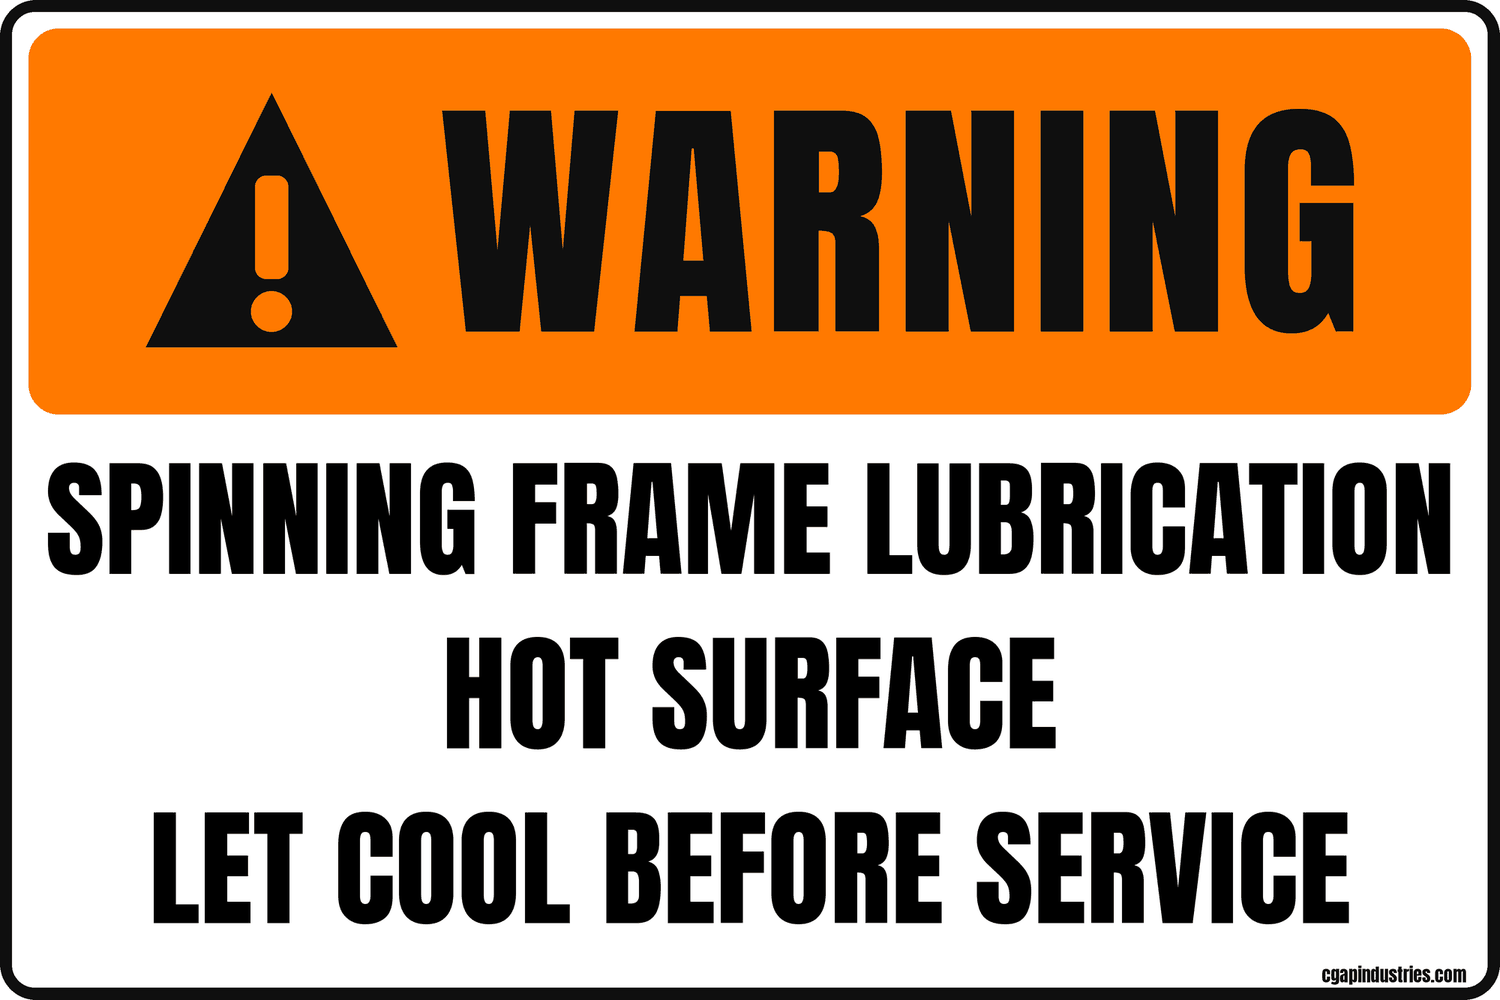 WARNING
SPINNING FRAME LUBRICATION
HOT SURFACE
LET COOL BEFORE SERVICE
cgapindustries.com